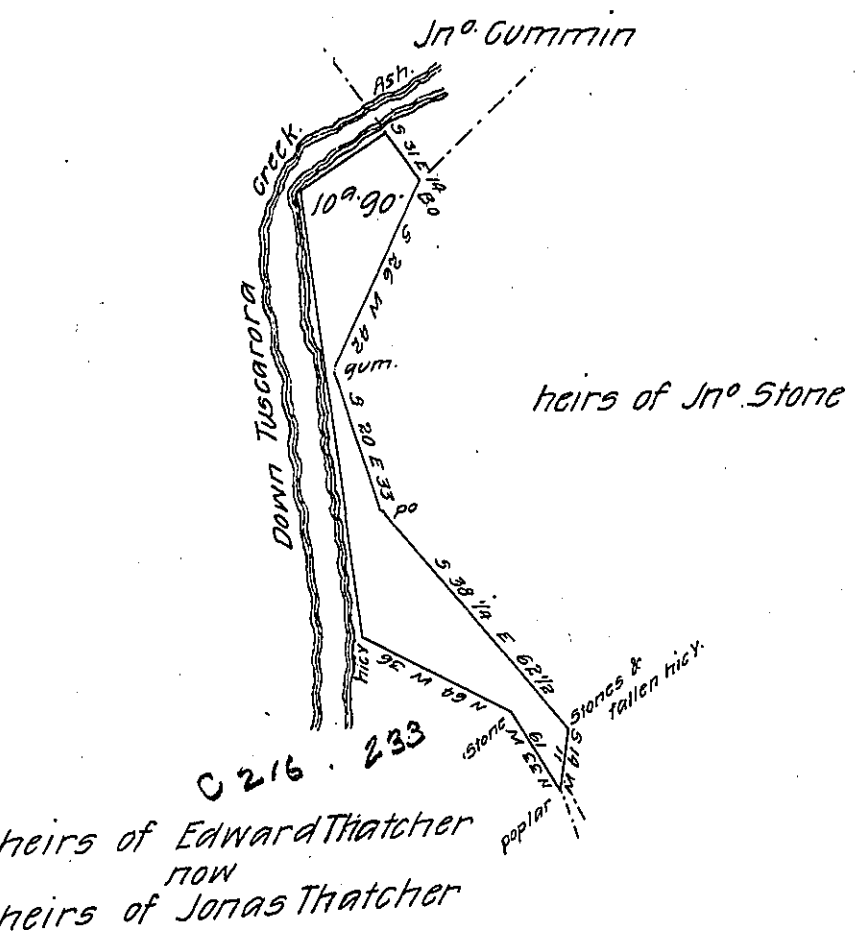 Jnº. Cummin
Ash.
Creek.
S 31 E 14
BO
10ª. 90.
S 26 W 42
Down Tuscarora
gum.
heirs of Jnº. Stone
S 20 E 33
po
S 38 1/4 E 62 1/2
hicy
N 64 W 36
Stones &
fallen hicy.
Stone
N 33 W 19
S 14 W 11
poplar
C 216 . 233
heirs of Edward Thatcher
now
heirs of Jonas Thatcher